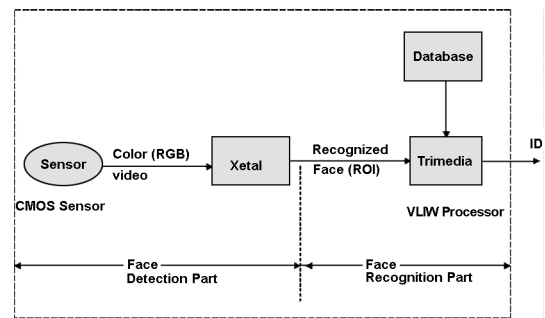 Database
Sensor
Color (RGB)
video
Xetal
Recognized
Face (ROI)
Trimedia
ID
CMOS Sensor
VLIW Processor
Face
Detection Part
Face
Recognition Part